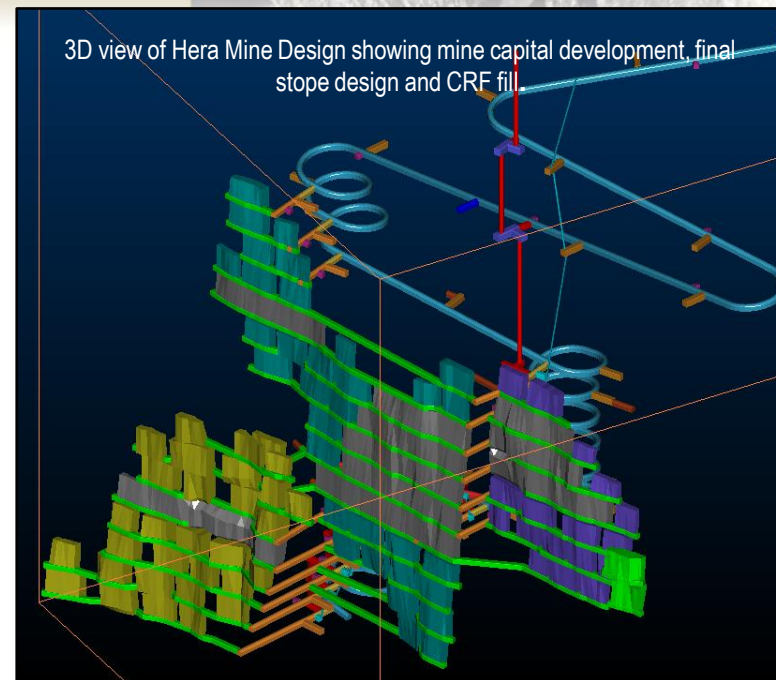 3D view of Hera Mine Design showing mine capital development, final
stope design and CRF fill.